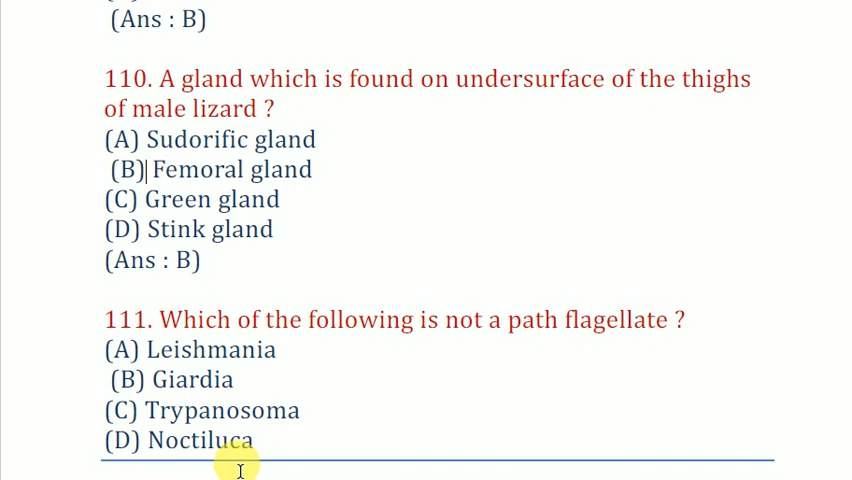 (Ans : B)
110. A gland which is found on undersurface of the thighs
of male lizard ?
(A) Sudorific gland
(B) Femoral gland
(C) Green gland
(D) Stink gland
(Ans : B)
111. Which of the following is not a path flagellate ?
(A) Leishmania
(B) Giardia
(C) Trypanosoma
(D) Noctiluca